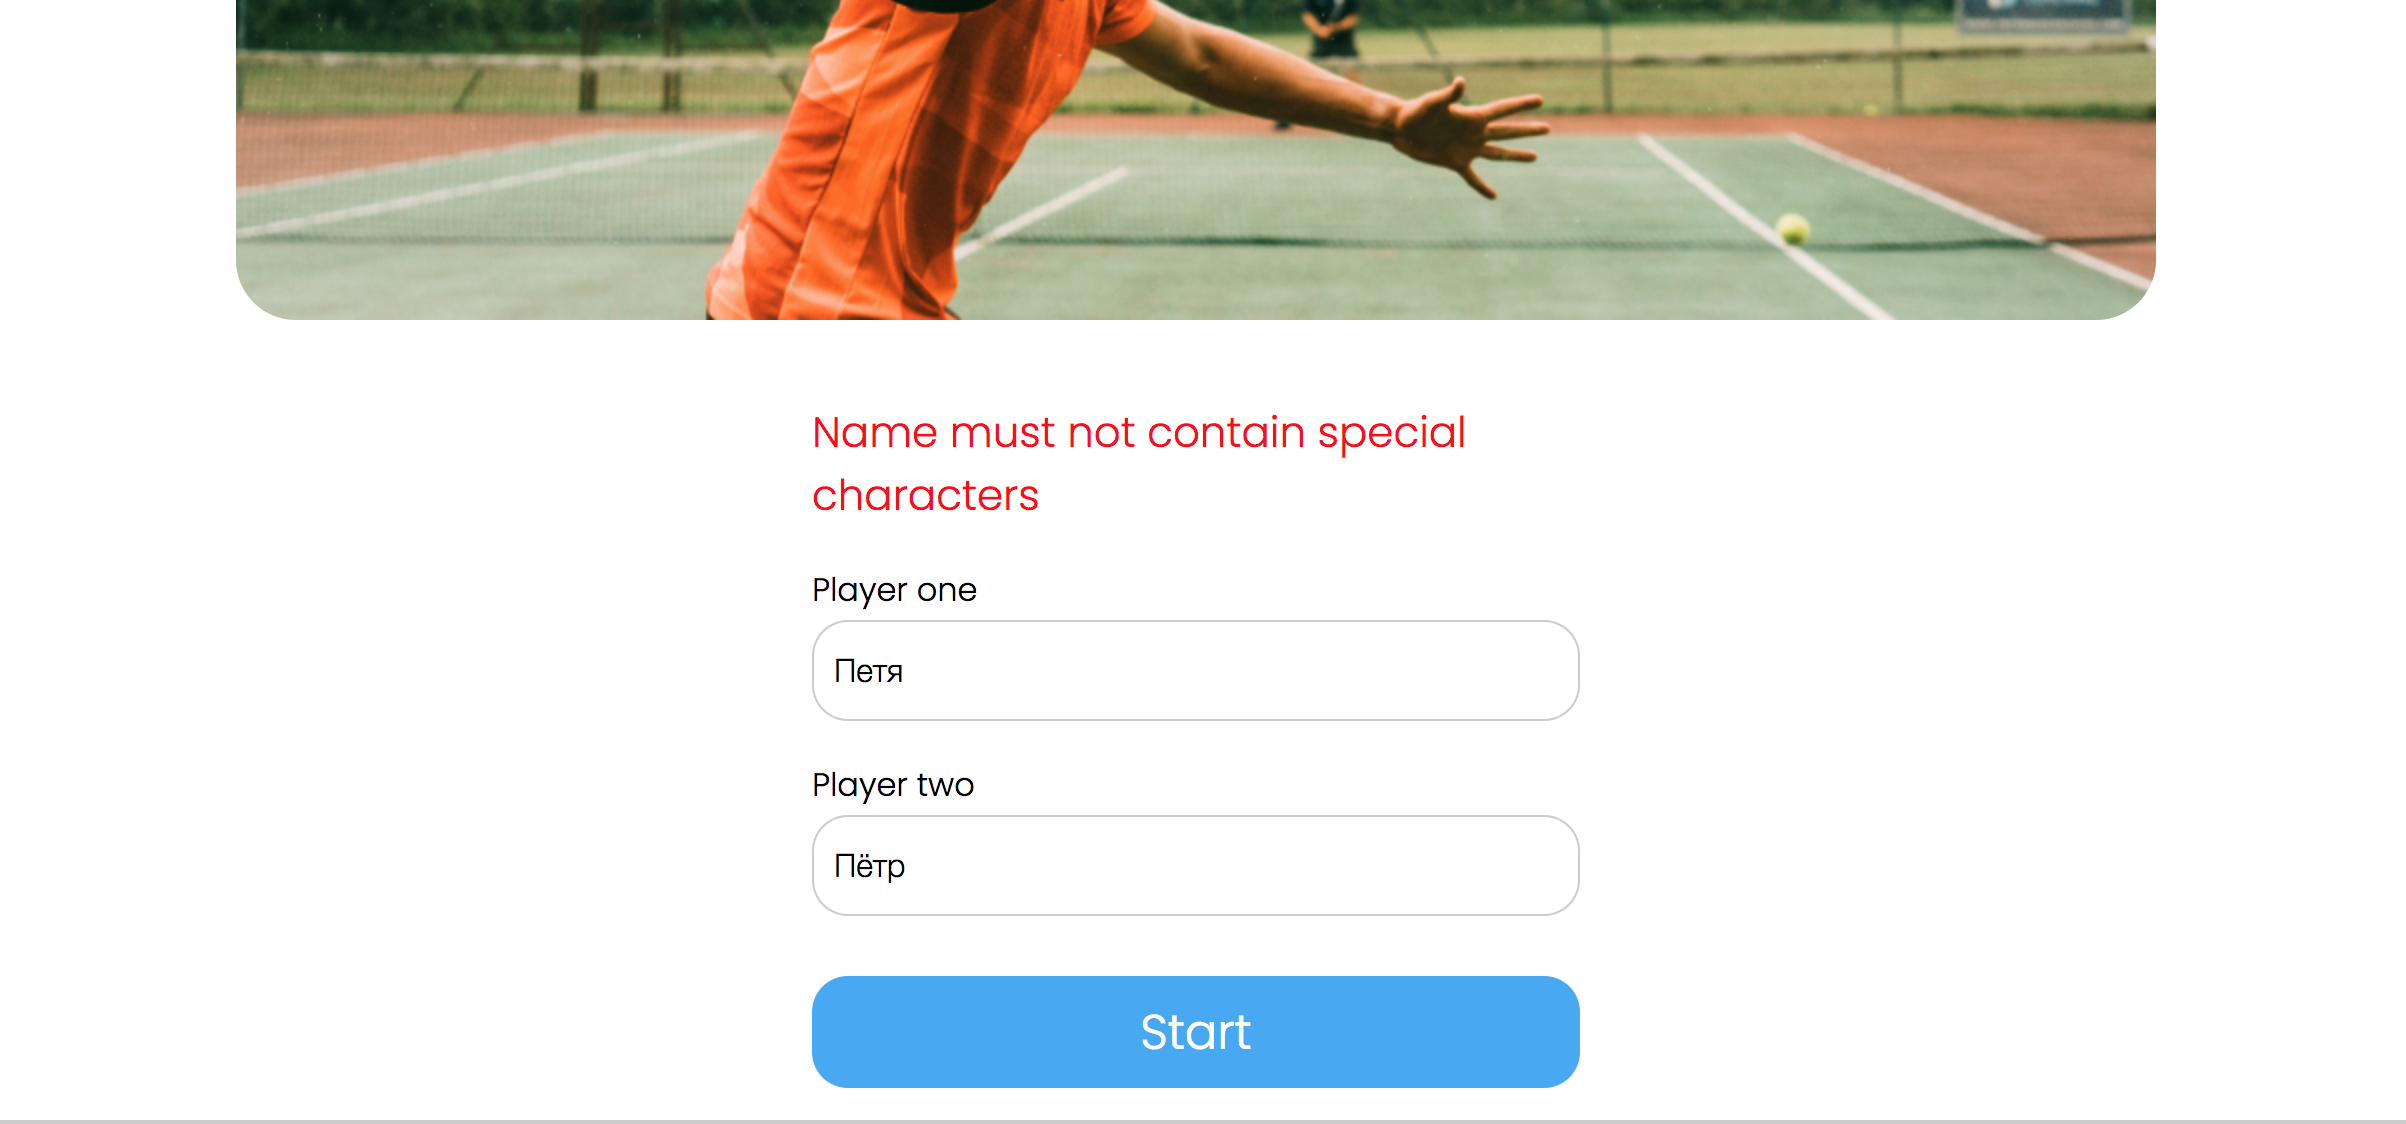 Name must not contain special
characters
Player one
Петя
Player two
Пётр
Start